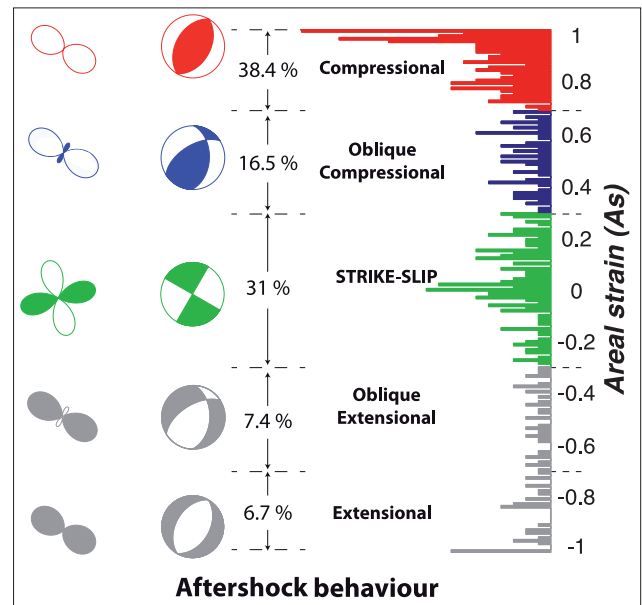 1
38.4 %
Compressional
0.8
0.6
16.5 %
Oblique
Compressional
0.4
0.2
31 %
STRIKE-SLIP
0
-0.2
Areal strain (As)
-0.4
7.4 %
Oblique
Extensional
-0.6
-0.8
6.7 %
Extensional
-1
Aftershock behaviour